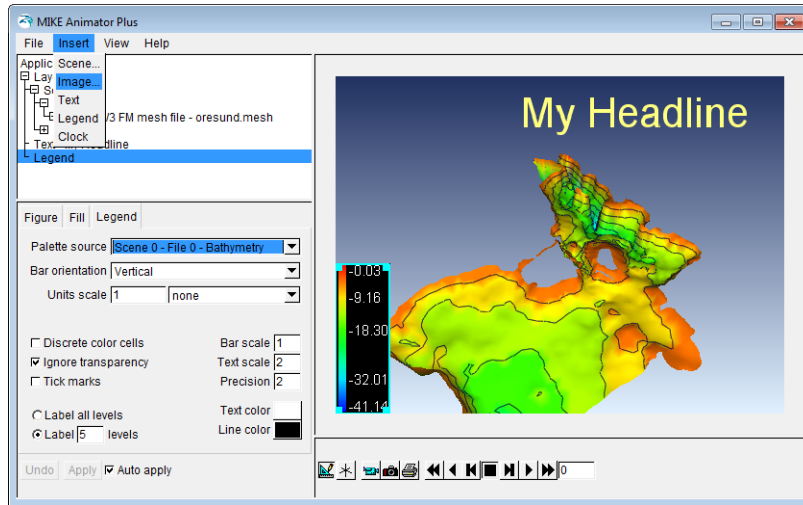 MIKE Animator Plus
File Insert View Help
Applic
Scene...
Lay
Image...
Text
Legend
/3 FM mesh file - oresund.mesh
Clock
Legend
My Headline
Figure Fill Legend
Palette source Scene 0 - File 0 - Bathymetry
Bar orientation Vertical
Units scale 1 none
Discrete color cells Bar scale 1
Ignore transparency Text scale 2
Tick marks Precision 2
Label all levels Text color
Label 5 levels Line color
Undo Apply Auto apply
-0.03
-9.16
-18.30
-32.01
-41.14
0